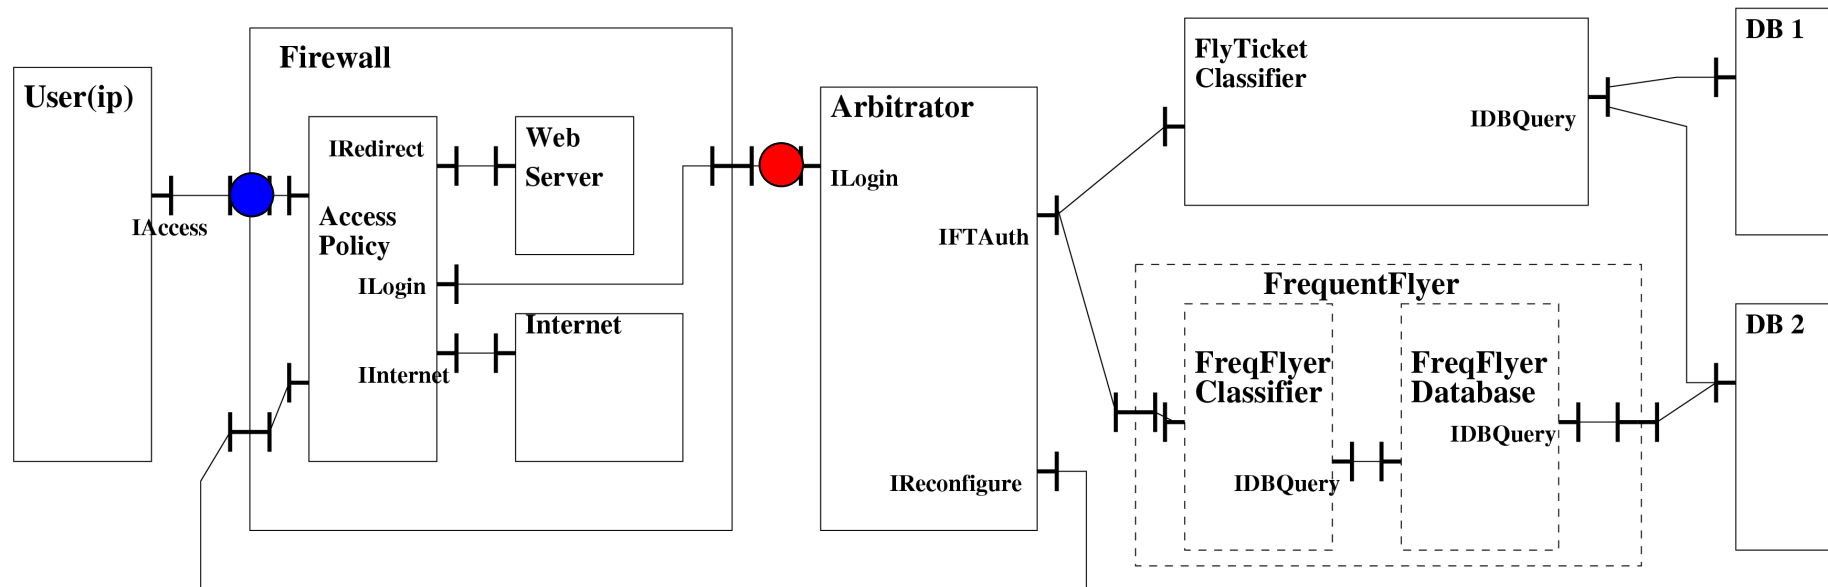 User(ip)
IAccess
Firewall
IRedirect
Access
Policy
ILogin
IInternet
Web
Server
Internet
Arbitrator
ILogin
IFTAuth
IReconfigure
FlyTicket
Classifier
IDBQuery
FrequentFlyer
FreqFlyer
Classifier
IDBQuery
FreqFlyer
Database
IDBQuery
DB 1
DB 2